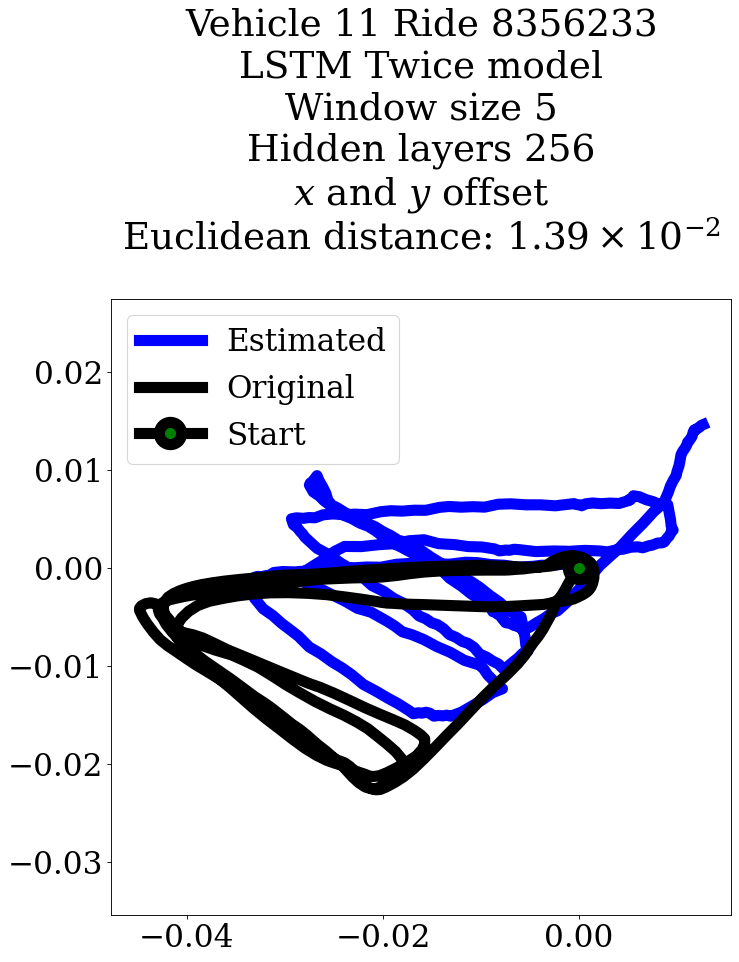 Vehicle 11 Ride 8356233
LSTM Twice model
Window size 5
Hidden layers 256
x and y offset
Euclidean distance: 1.39 × 10⁻²
Estimated
Original
Start
0.02
0.01
0.00
−0.01
−0.02
−0.03
−0.04
−0.02
0.00